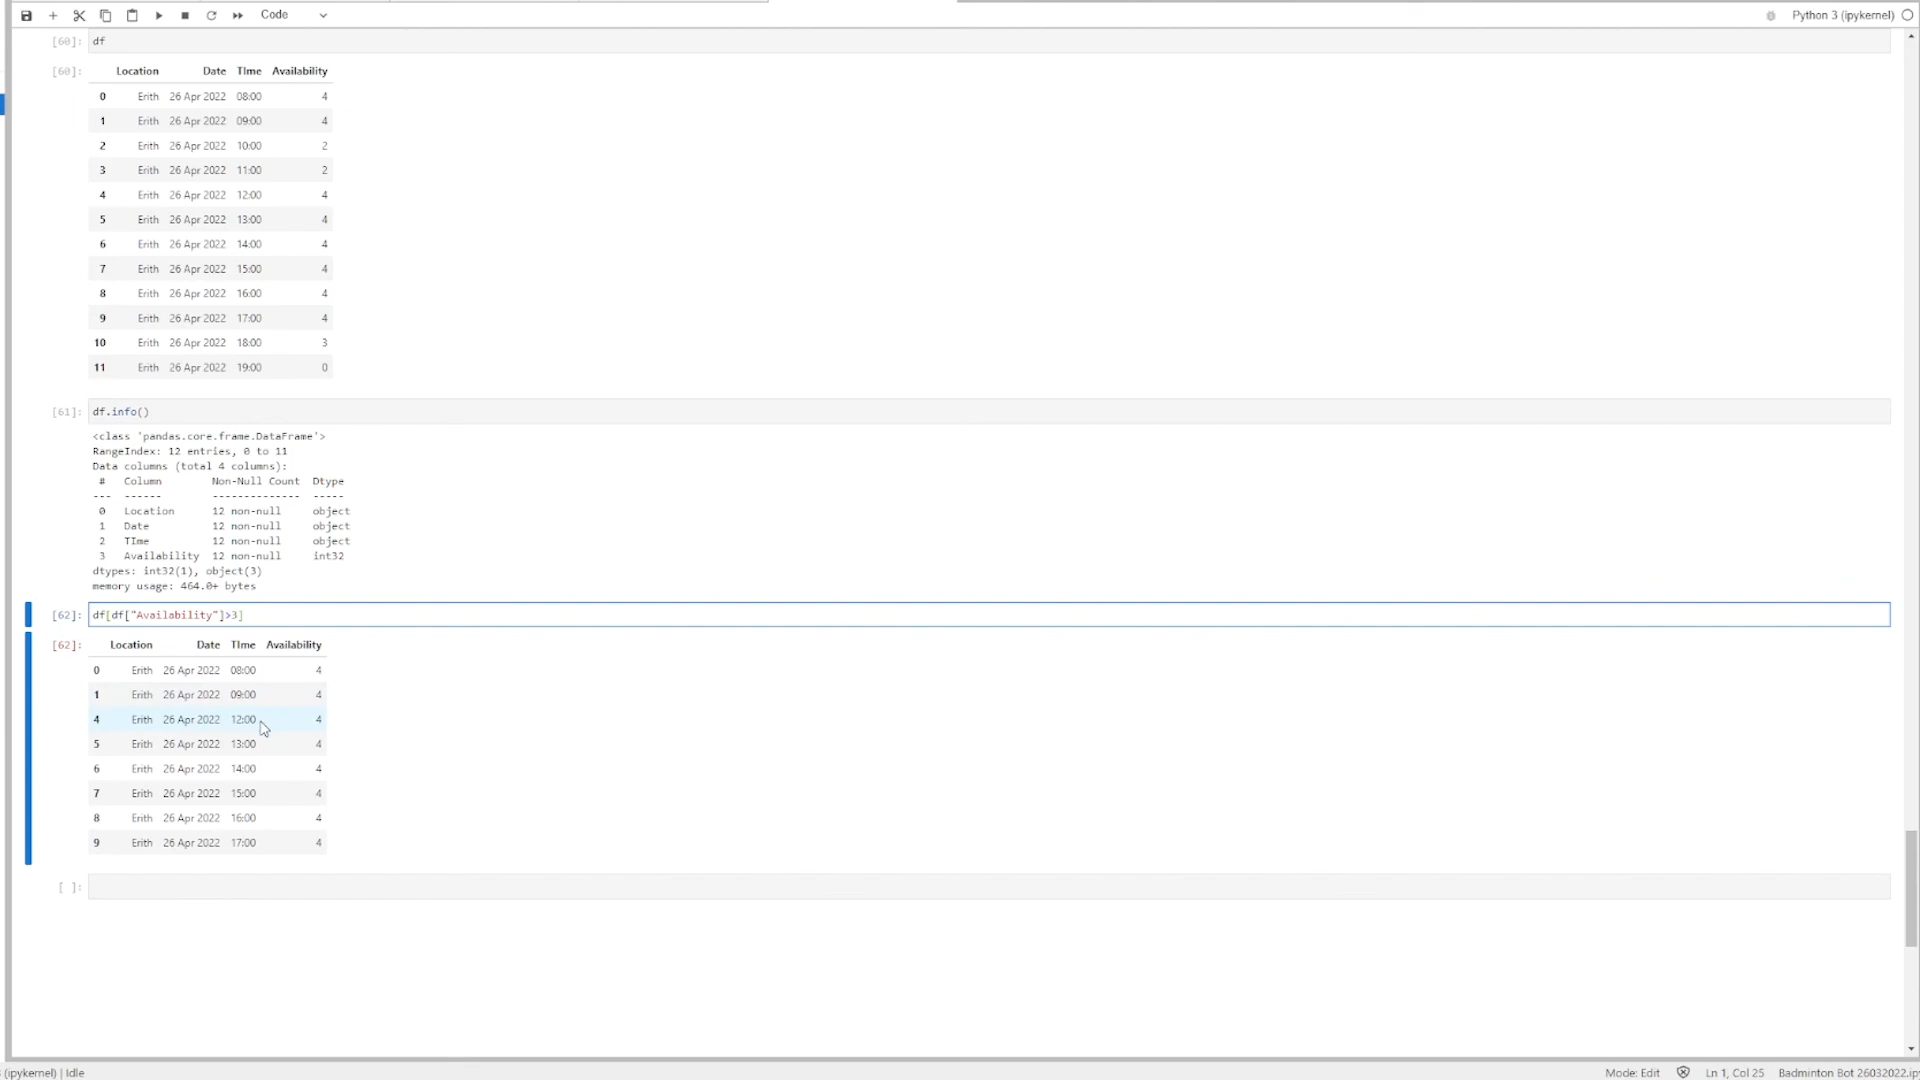 Code
Python 3 (ipykernel)
[60]: df
[60]: Location Date TIme Availability
0 Erith 26 Apr 2022 08:00 4
1 Erith 26 Apr 2022 09:00 4
2 Erith 26 Apr 2022 10:00 2
3 Erith 26 Apr 2022 11:00 2
4 Erith 26 Apr 2022 12:00 4
5 Erith 26 Apr 2022 13:00 4
6 Erith 26 Apr 2022 14:00 4
7 Erith 26 Apr 2022 15:00 4
8 Erith 26 Apr 2022 16:00 4
9 Erith 26 Apr 2022 17:00 4
10 Erith 26 Apr 2022 18:00 3
11 Erith 26 Apr 2022 19:00 0
[61]: df.info()
<class 'pandas.core.frame.DataFrame'>
RangeIndex: 12 entries, 0 to 11
Data columns (total 4 columns):
# Column Non-Null Count Dtype
--- ------ -------------- -----
0 Location 12 non-null object
1 Date 12 non-null object
2 TIme 12 non-null object
3 Availability 12 non-null int32
dtypes: int32(1), object(3)
memory usage: 464.0+ bytes
[62]: df[df["Availability"]>3]
[62]: Location Date TIme Availability
0 Erith 26 Apr 2022 08:00 4
1 Erith 26 Apr 2022 09:00 4
4 Erith 26 Apr 2022 12:00 4
5 Erith 26 Apr 2022 13:00 4
6 Erith 26 Apr 2022 14:00 4
7 Erith 26 Apr 2022 15:00 4
8 Erith 26 Apr 2022 16:00 4
9 Erith 26 Apr 2022 17:00 4
[ ]:
(ipykernel) | Idle
Mode: Edit
Ln 1, Col 25
Badminton Bot 26032022.ip